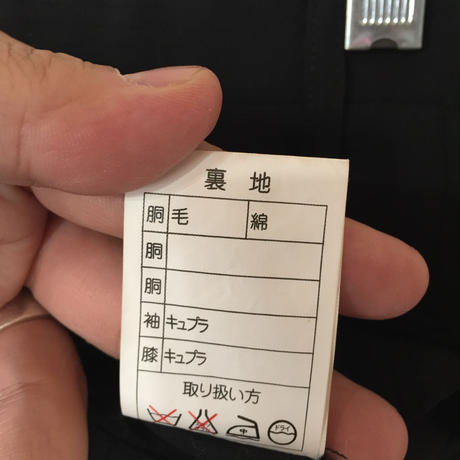 裏地
胴 毛 綿
胴
胴
袖 キュプラ
膝 キュプラ
取り扱い方
中 ドライ